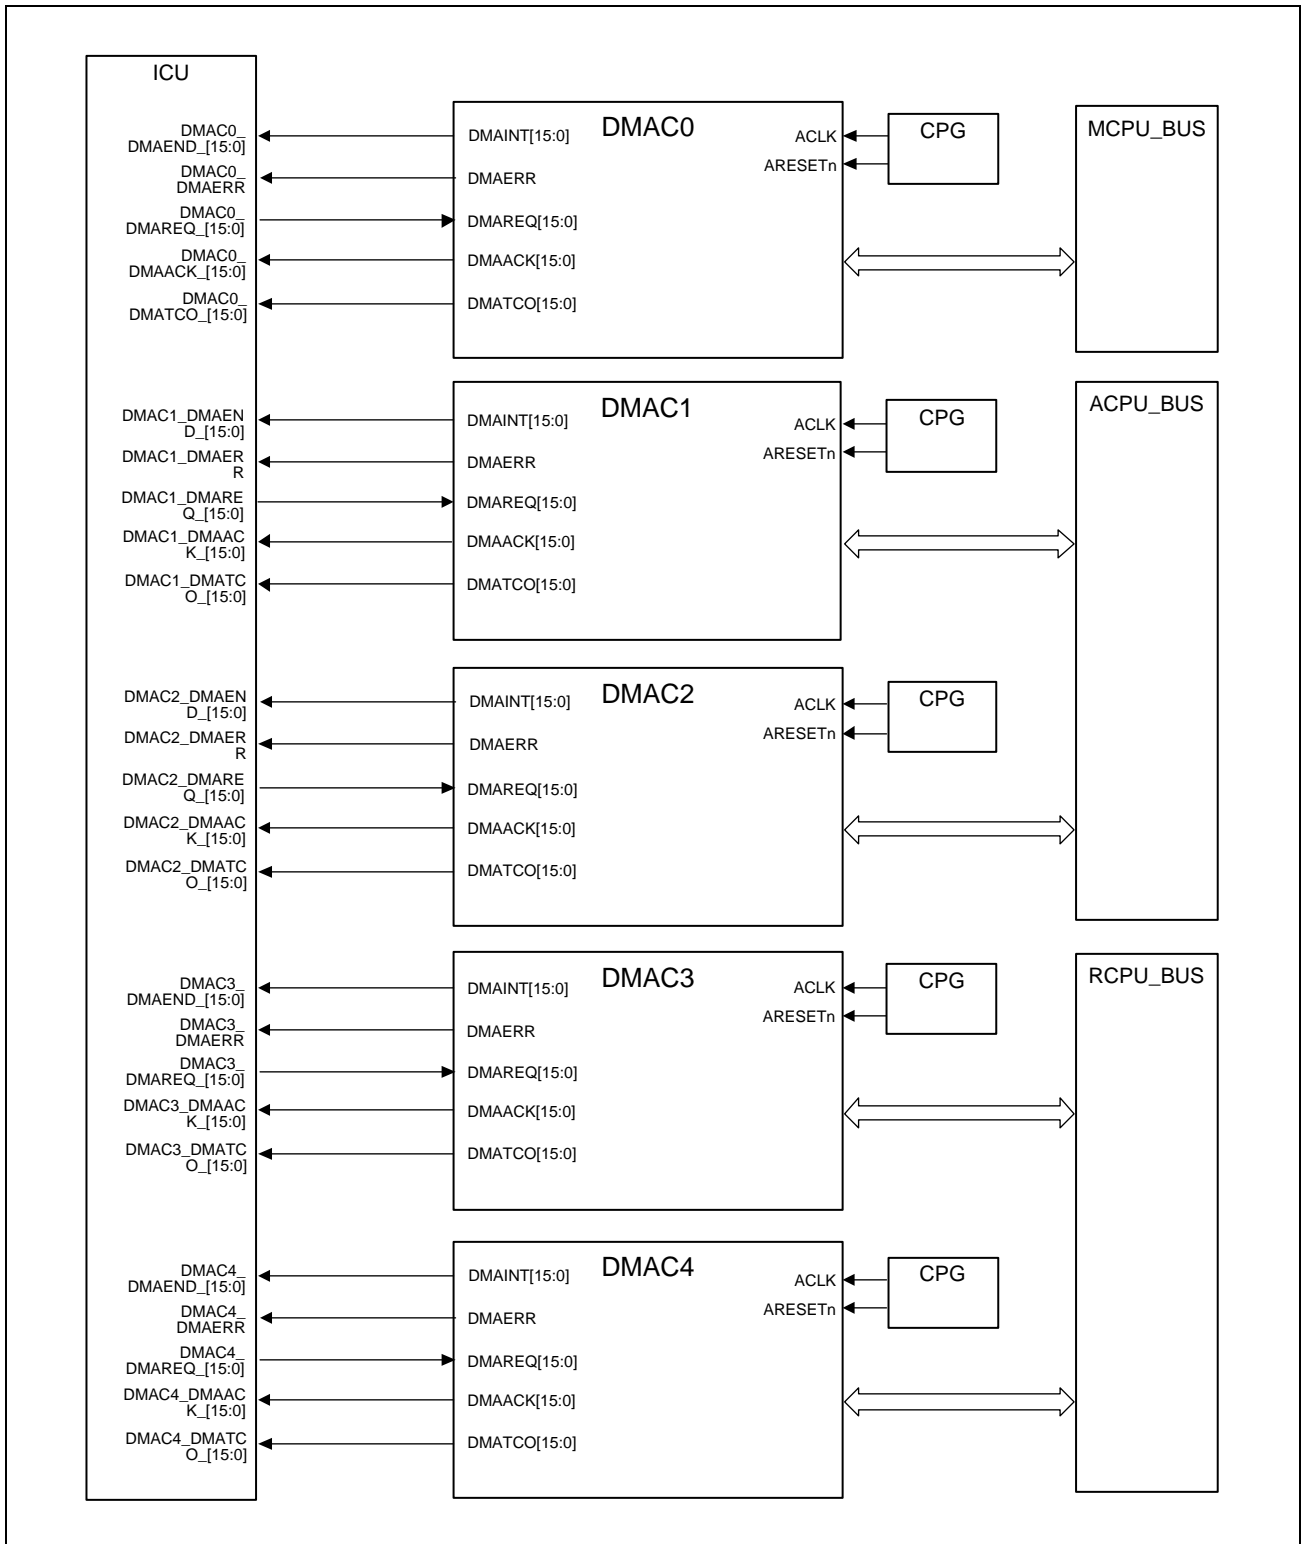 ICU
DMAC0_
DMAEND_[15:0]
DMAC0_
DMAERR
DMAC0_
DMAREQ_[15:0]
DMAC0_
DMAACK_[15:0]
DMAC0_
DMATCO_[15:0]
DMAC0
DMAINT[15:0]
DMAERR
DMAREQ[15:0]
DMAACK[15:0]
DMATCO[15:0]
ACLK
ARESETn
CPG
MCPU_BUS
DMAC1_DMAEN
D_[15:0]
DMAC1_DMAER
R
DMAC1_DMARE
Q_[15:0]
DMAC1_DMAAC
K_[15:0]
DMAC1_DMATC
O_[15:0]
DMAC1
DMAINT[15:0]
DMAERR
DMAREQ[15:0]
DMAACK[15:0]
DMATCO[15:0]
ACLK
ARESETn
CPG
ACPU_BUS
DMAC2_DMAEN
D_[15:0]
DMAC2_DMAER
R
DMAC2_DMARE
Q_[15:0]
DMAC2_DMAAC
K_[15:0]
DMAC2_DMATC
O_[15:0]
DMAC2
DMAINT[15:0]
DMAERR
DMAREQ[15:0]
DMAACK[15:0]
DMATCO[15:0]
ACLK
ARESETn
CPG
DMAC3_
DMAEND_[15:0]
DMAC3_
DMAERR
DMAC3_
DMAREQ_[15:0]
DMAC3_DMAAC
K_[15:0]
DMAC3_DMATC
O_[15:0]
DMAC3
DMAINT[15:0]
DMAERR
DMAREQ[15:0]
DMAACK[15:0]
DMATCO[15:0]
ACLK
ARESETn
CPG
RCPU_BUS
DMAC4_
DMAEND_[15:0]
DMAC4_
DMAERR
DMAC4_
DMAREQ_[15:0]
DMAC4_DMAAC
K_[15:0]
DMAC4_DMATC
O_[15:0]
DMAC4
DMAINT[15:0]
DMAERR
DMAREQ[15:0]
DMAACK[15:0]
DMATCO[15:0]
ACLK
ARESETn
CPG